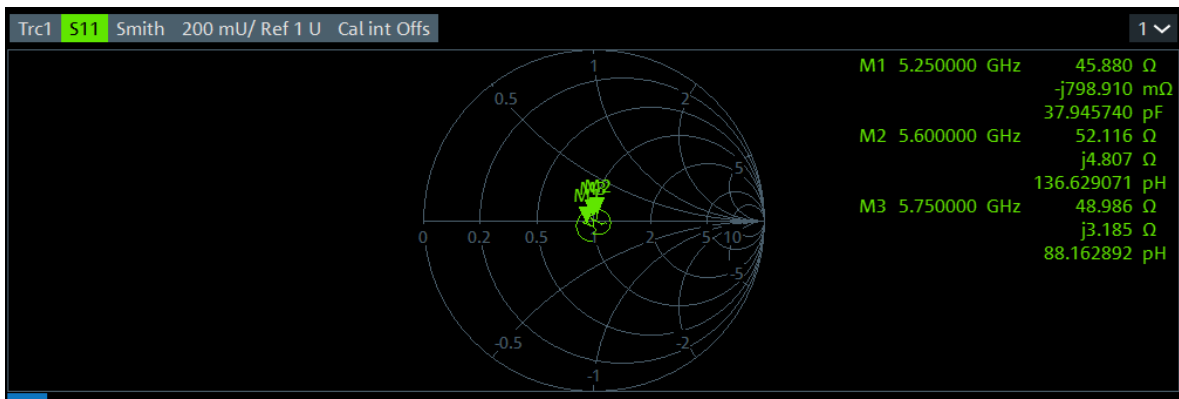 Trc1 S11 Smith 200 mU/ Ref 1 U Cal int Offs 1
M1 5.250000 GHz 45.880 Ω
-j798.910 mΩ
37.945740 pF
M2 5.600000 GHz 52.116 Ω
j4.807 Ω
136.629071 pH
M3 5.750000 GHz 48.986 Ω
j3.185 Ω
88.162892 pH
1
0.5 2
5
0 0.2 0.5 1 2 5 10
-5
-0.5 -2
-1